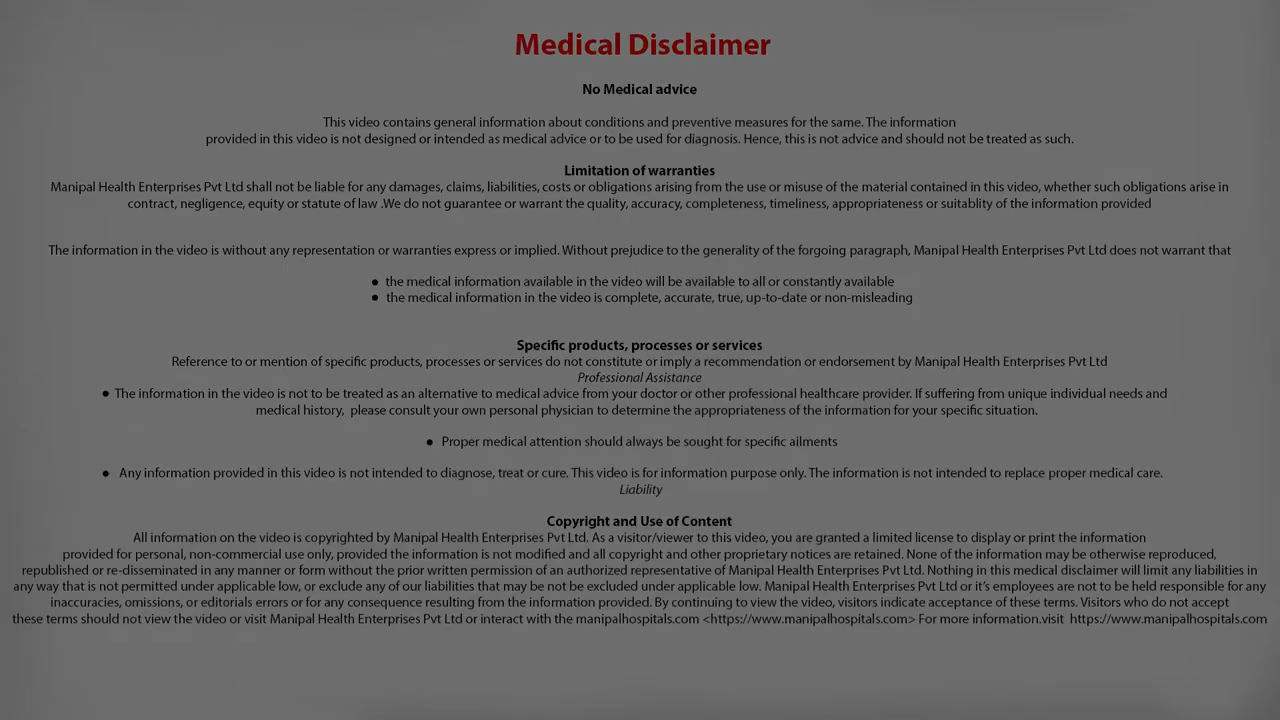 Medical Disclaimer
No Medical advice
This video contains general information about conditions and preventive measures for the same. The information
provided in this video is not designed or intended as medical advice or to be used for diagnosis. Hence, this is not advice and should not be treated as such.
Limitation of warranties
Manipal Health Enterprises Pvt Ltd shall not be liable for any damages, claims, liabilities, costs or obligations arising from the use or misuse of the material contained in this video, whether such obligations arise in
contract, negligence, equity or statute of law .We do not guarantee or warrant the quality, accuracy, completeness, timeliness, appropriateness or suitablity of the information provided
The information in the video is without any representation or warranties express or implied. Without prejudice to the generality of the forgoing paragraph, Manipal Health Enterprises Pvt Ltd does not warrant that
● the medical information available in the video will be available to all or constantly available
● the medical information in the video is complete, accurate, true, up-to-date or non-misleading
Specific products, processes or services
Reference to or mention of specific products, processes or services do not constitute or imply a recommendation or endorsement by Manipal Health Enterprises Pvt Ltd
Professional Assistance
● The information in the video is not to be treated as an alternative to medical advice from your doctor or other professional healthcare provider. If suffering from unique individual needs and
medical history, please consult your own personal physician to determine the appropriateness of the information for your specific situation.
● Proper medical attention should always be sought for specific ailments
● Any information provided in this video is not intended to diagnose, treat or cure. This video is for information purpose only. The information is not intended to replace proper medical care.
Liability
Copyright and Use of Content
All information on the video is copyrighted by Manipal Health Enterprises Pvt Ltd. As a visitor/viewer to this video, you are granted a limited license to display or print the information
provided for personal, non-commercial use only, provided the information is not modified and all copyright and other proprietary notices are retained. None of the information may be otherwise reproduced,
republished or re-disseminated in any manner or form without the prior written permission of an authorized representative of Manipal Health Enterprises Pvt Ltd. Nothing in this medical disclaimer will limit any liabilities in
any way that is not permitted under applicable low, or exclude any of our liabilities that may be not be excluded under applicable low. Manipal Health Enterprises Pvt Ltd or it's employees are not to be held responsible for any
inaccuracies, omissions, or editorials errors or for any consequence resulting from the information provided. By continuing to view the video, visitors indicate acceptance of these terms. Visitors who do not accept
these terms should not view the video or visit Manipal Health Enterprises Pvt Ltd or interact with the manipalhospitals.com <https://www.manipalhospitals.com> For more information.visit https://www.manipalhospitals.com